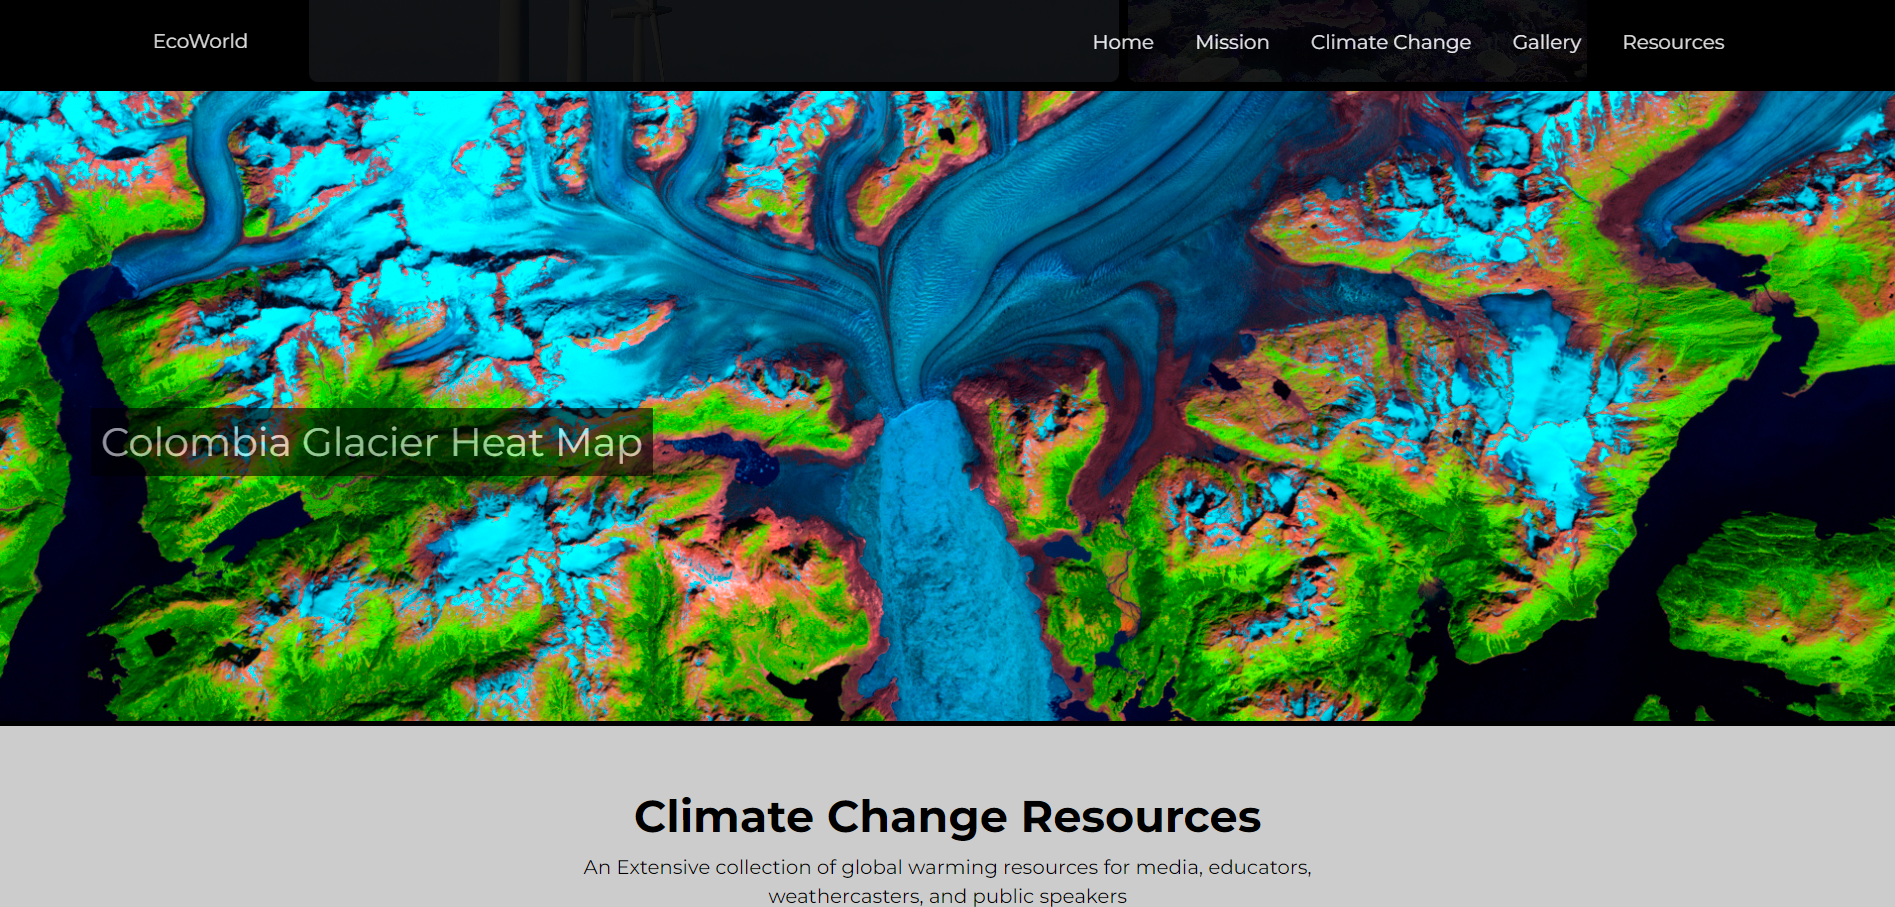 EcoWorld
Home Mission Climate Change Gallery Resources
Colombia Glacier Heat Map
Climate Change Resources
An Extensive collection of global warming resources for media, educators,
weathercasters, and public speakers